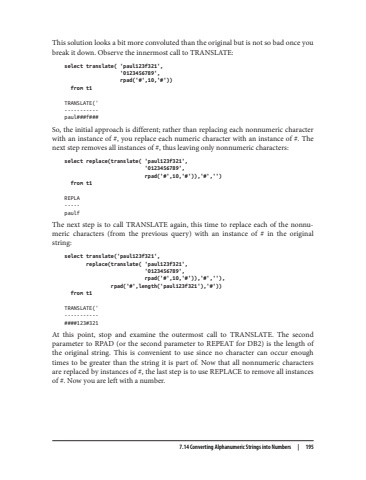 This solution looks a bit more convoluted than the original but is not so bad once you
break it down. Observe the innermost call to TRANSLATE:
select translate( 'paul123f321',
'0123456789',
rpad('#',10,'#'))
from t1
TRANSLATE('
-----------
paul###f###
So, the initial approach is different; rather than replacing each nonnumeric character
with an instance of #, you replace each numeric character with an instance of #. The
next step removes all instances of #, thus leaving only nonnumeric characters:
select replace(translate( 'paul123f321',
'0123456789',
rpad('#',10,'#')),'#','')
from t1
REPLA
-----
paulf
The next step is to call TRANSLATE again, this time to replace each of the nonnu-
meric characters (from the previous query) with an instance of # in the original
string:
select translate('paul123f321',
replace(translate( 'paul123f321',
'0123456789',
rpad('#',10,'#')),'#',''),
rpad('#',length('paul123f321'),'#'))
from t1
TRANSLATE('
-----------
####123#321
At this point, stop and examine the outermost call to TRANSLATE. The second
parameter to RPAD (or the second parameter to REPEAT for DB2) is the length of
the original string. This is convenient to use since no character can occur enough
times to be greater than the string it is part of. Now that all nonnumeric characters
are replaced by instances of #, the last step is to use REPLACE to remove all instances
of #. Now you are left with a number.
7.14 Converting Alphanumeric Strings into Numbers | 195